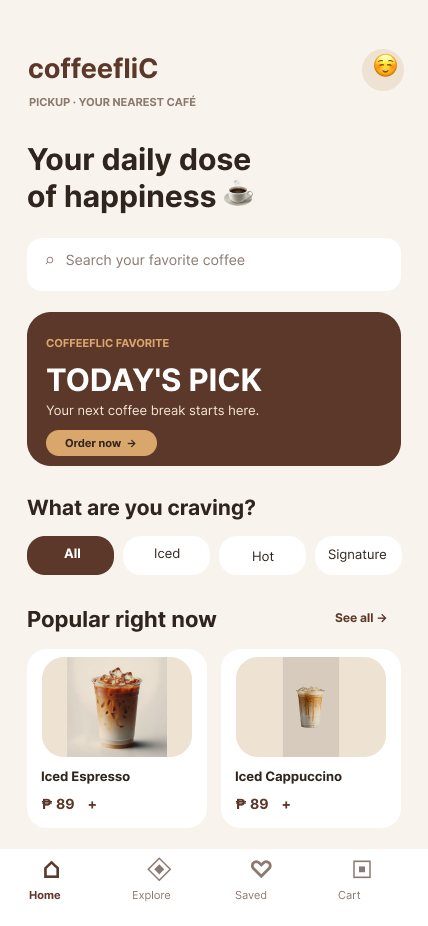 coffeefliC
PICKUP · YOUR NEAREST CAFÉ
Your daily dose
of happiness ☕
Search your favorite coffee
COFFEEFLIC FAVORITE
TODAY'S PICK
Your next coffee break starts here.
Order now →
What are you craving?
All Iced Hot Signature
Popular right now See all →
Iced Espresso Iced Cappuccino
₱ 89 + ₱ 89 +
Home Explore Saved Cart